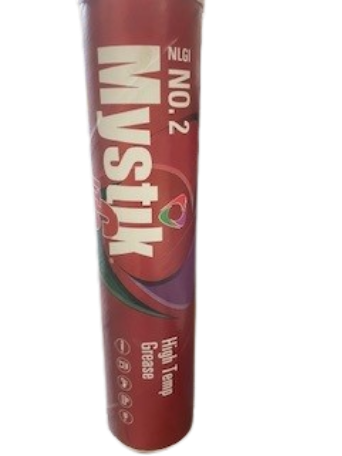 NLGI
NO. 2
Mystik
High Temp
Grease